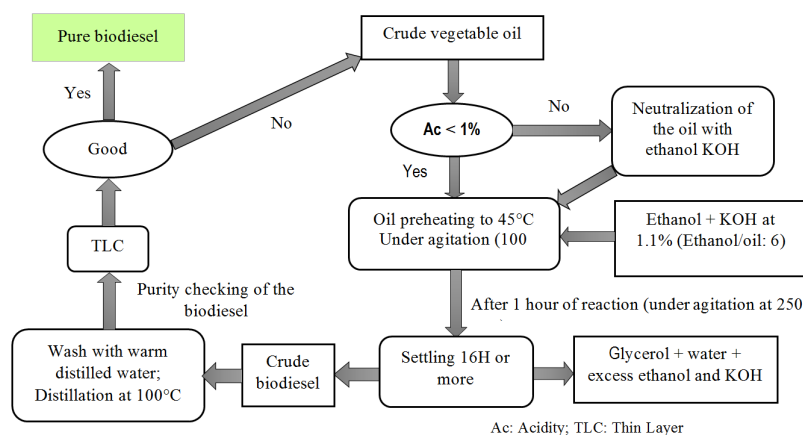 Pure biodiesel
Crude vegetable oil
Yes
No
Good
Ac < 1%
No
Neutralization of
the oil with
ethanol KOH
Yes
Oil preheating to 45°C
Under agitation (100
Ethanol + KOH at
1.1% (Ethanol/oil: 6)
TLC
Purity checking of the
biodiesel
After 1 hour of reaction (under agitation at 250
Wash with warm
distilled water;
Distillation at 100°C
Crude
biodiesel
Settling 16H or
more
Glycerol + water +
excess ethanol and KOH
Ac: Acidity; TLC: Thin Layer